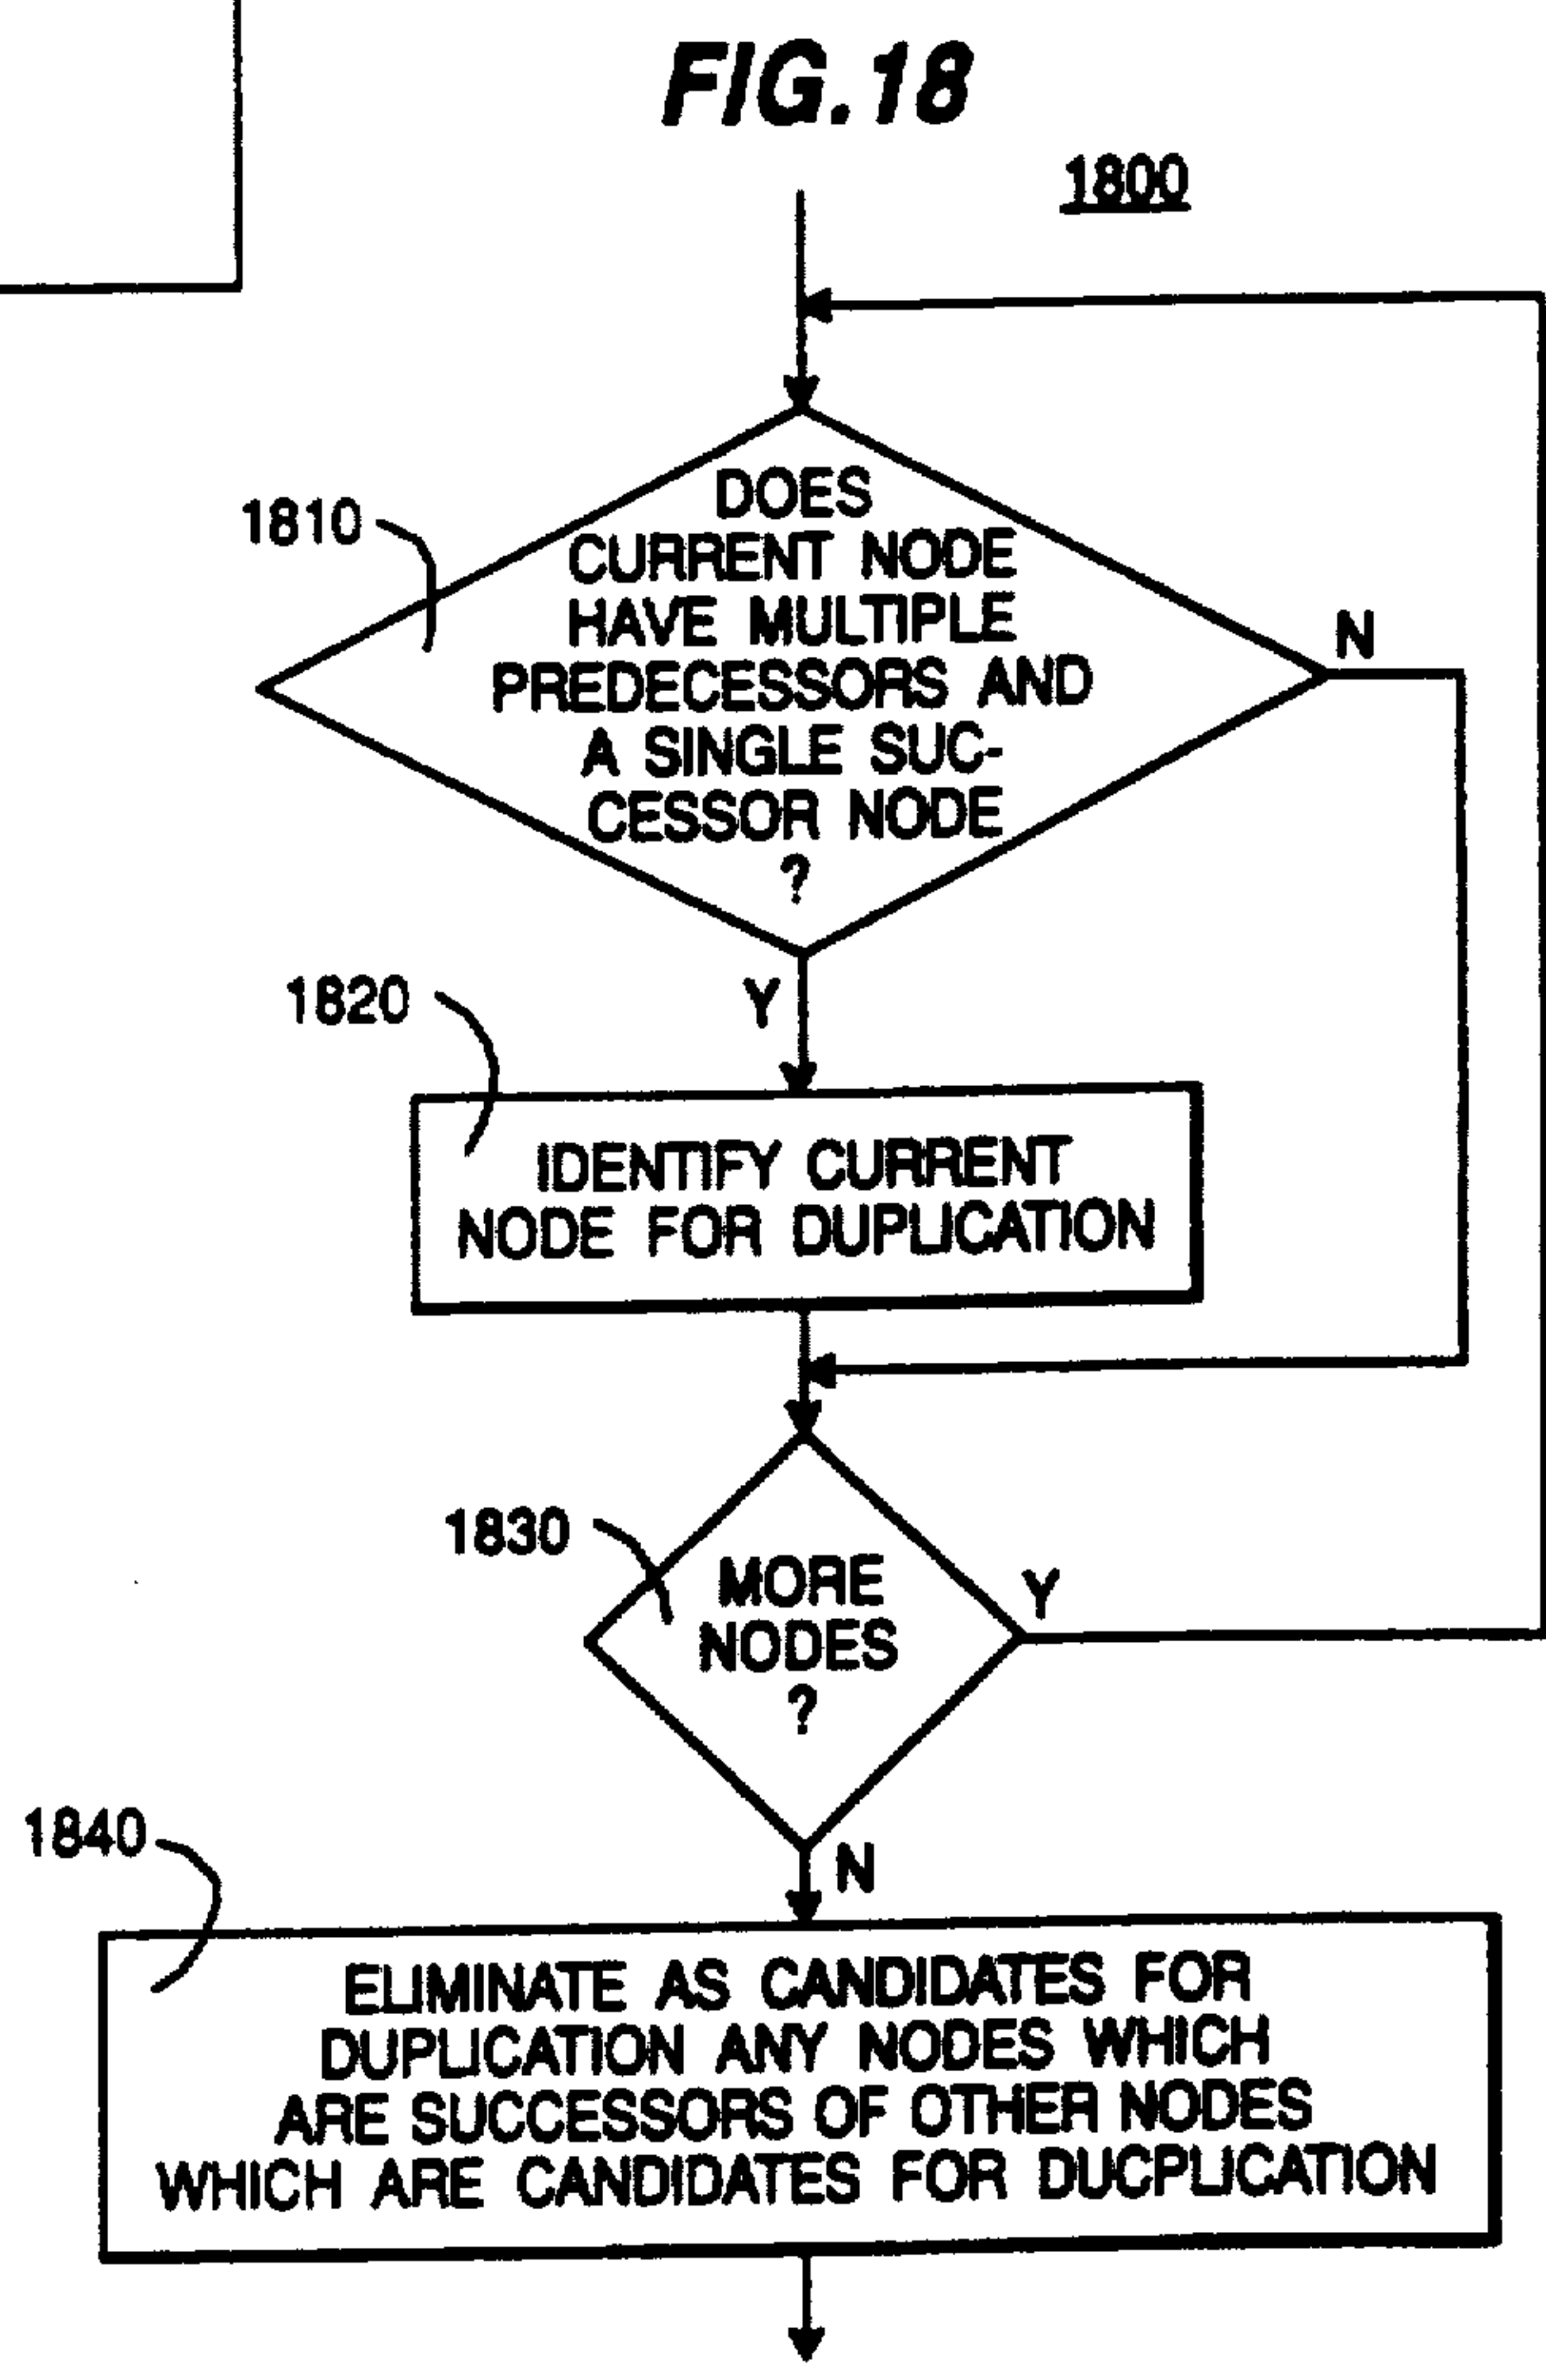 FIG.18
1800
1810
DOES
CURRENT NODE
HAVE MULTIPLE
PREDECESSORS AND
A SINGLE SUC-
CESSOR NODE
?
N
Y
1820
IDENTIFY CURRENT
NODE FOR DUPLICATION
1830
MORE
NODES
?
Y
N
1840
ELIMINATE AS CANDIDATES FOR
DUPLICATION ANY NODES WHICH
ARE SUCCESSORS OF OTHER NODES
WHICH ARE CANDIDATES FOR DUCPLICATION